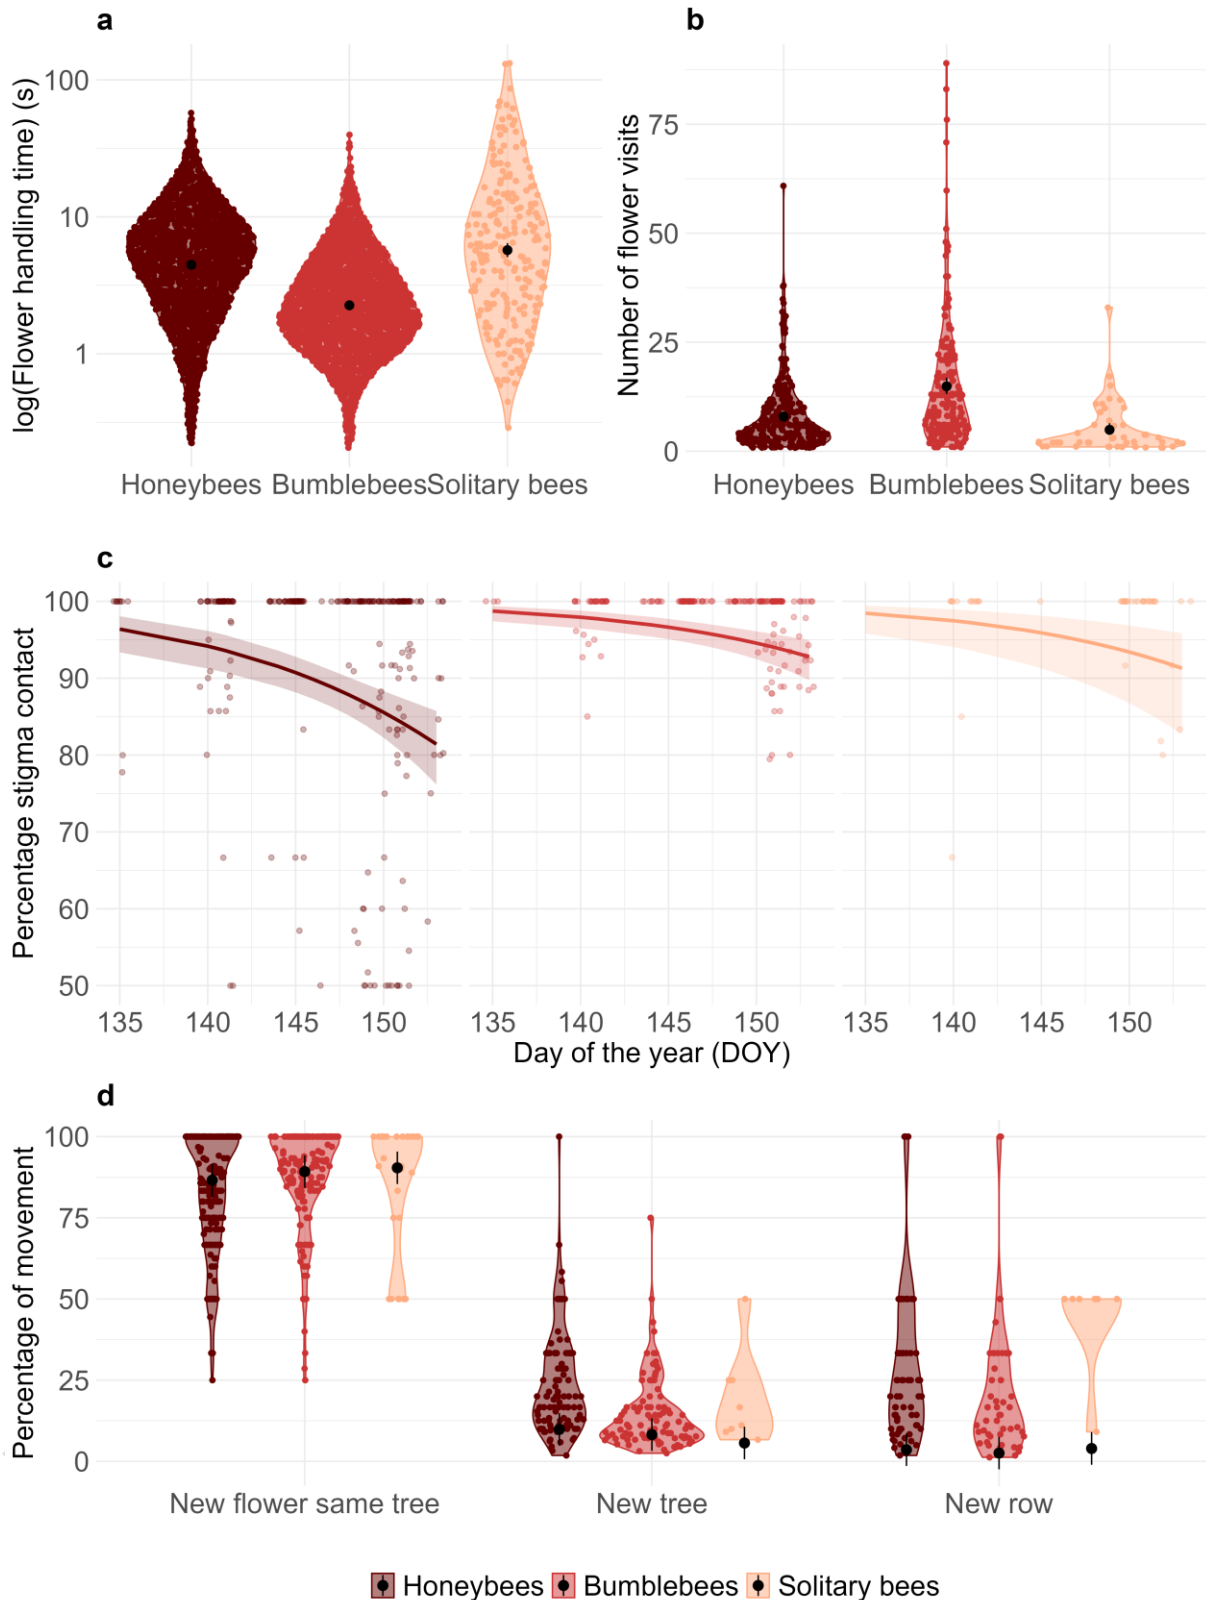 a
log(Flower handling time) (s)
100
10
1
Honeybees Bumblebees Solitary bees
b
Number of flower visits
75
50
25
0
Honeybees Bumblebees Solitary bees
c
Percentage stigma contact
100
90
80
70
60
50
135 140 145 150 135 140 145 150 135 140 145 150
Day of the year (DOY)
d
Percentage of movement
100
75
50
25
0
New flower same tree New tree New row
Honeybees Bumblebees Solitary bees